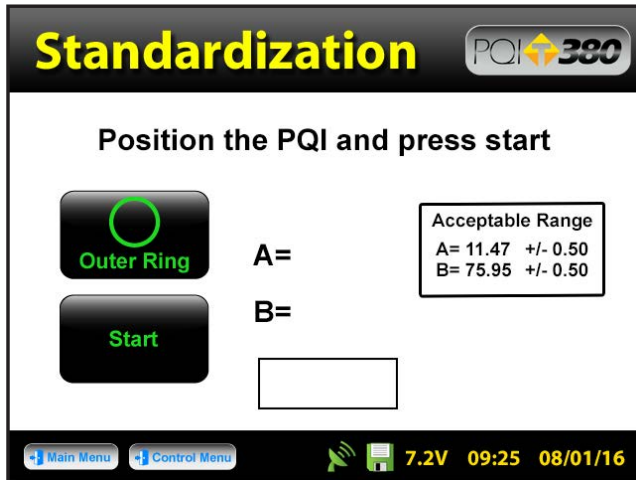 Standardization
PQI T 380
Position the PQI and press start
Outer Ring
Start
A=
B=
Acceptable Range
A= 11.47 +/- 0.50
B= 75.95 +/- 0.50
Main Menu
Control Menu
7.2V 09:25 08/01/16